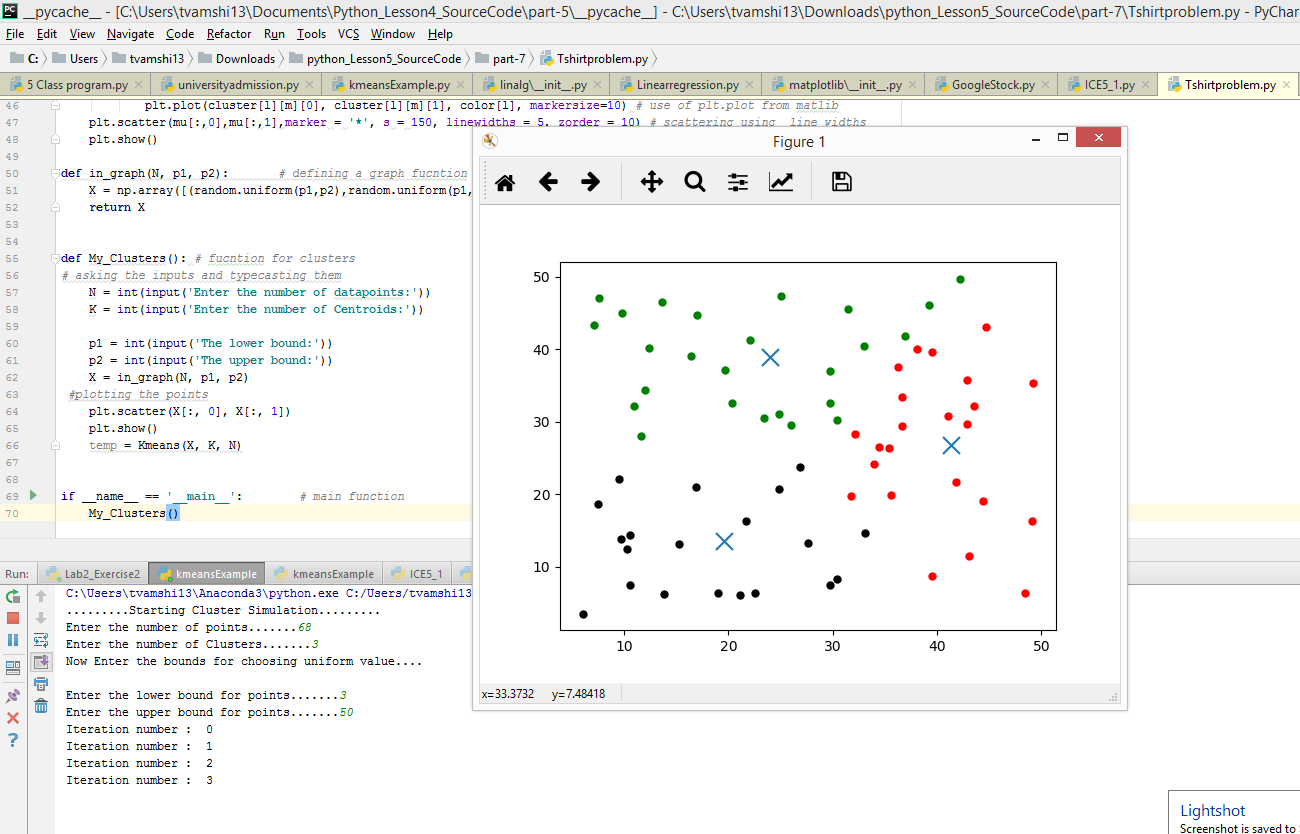 __pycache__ - [C:\Users\tvamshi13\Documents\Python_Lesson4_SourceCode\part-5\__pycache__] - C:\Users\tvamshi13\Downloads\python_Lesson5_SourceCode\part-7\Tshirtproblem.py - PyChar
File Edit View Navigate Code Refactor Run Tools VCS Window Help
C: Users tvamshi13 Downloads python_Lesson5_SourceCode part-7 Tshirtproblem.py
5 Class program.py universityadmission.py kmeansExample.py linalg\__init__.py Linearregression.py matplotlib\__init__.py GoogleStock.py ICE5_1.py Tshirtproblem.py
46 plt.plot(cluster[l][m][0], cluster[l][m][1], color[l], markersize=10) # use of plt.plot from matlib
47 plt.scatter(mu[:,0],mu[:,1],marker = '*', s = 150, linewidths = 5, zorder = 10) # scattering using line widths
48 plt.show()
49
50 def in_graph(N, p1, p2): # defining a graph fucntion
51 X = np.array([(random.uniform(p1,p2),random.uniform(p1,
52 return X
53
54
55 def My_Clusters(): # fucntion for clusters
56 # asking the inputs and typecasting them
57 N = int(input('Enter the number of datapoints:'))
58 K = int(input('Enter the number of Centroids:'))
59
60 p1 = int(input('The lower bound:'))
61 p2 = int(input('The upper bound:'))
62 X = in_graph(N, p1, p2)
63 #plotting the points
64 plt.scatter(X[:, 0], X[:, 1])
65 plt.show()
66 temp = Kmeans(X, K, N)
67
68
69 if __name__ == '__main__': # main function
70 My_Clusters()
Figure 1
50
40
30
20
10
10 20 30 40 50
x=33.3732 y=7.48418
Run: Lab2_Exercise2 kmeansExample kmeansExample ICE5_1
C:\Users\tvamshi13\Anaconda3\python.exe C:/Users/tvamshi13
.........Starting Cluster Simulation.........
Enter the number of points.......68
Enter the number of Clusters.......3
Now Enter the bounds for choosing uniform value....
Enter the lower bound for points.......3
Enter the upper bound for points.......50
Iteration number : 0
Iteration number : 1
Iteration number : 2
Iteration number : 3
Lightshot
Screenshot is saved to